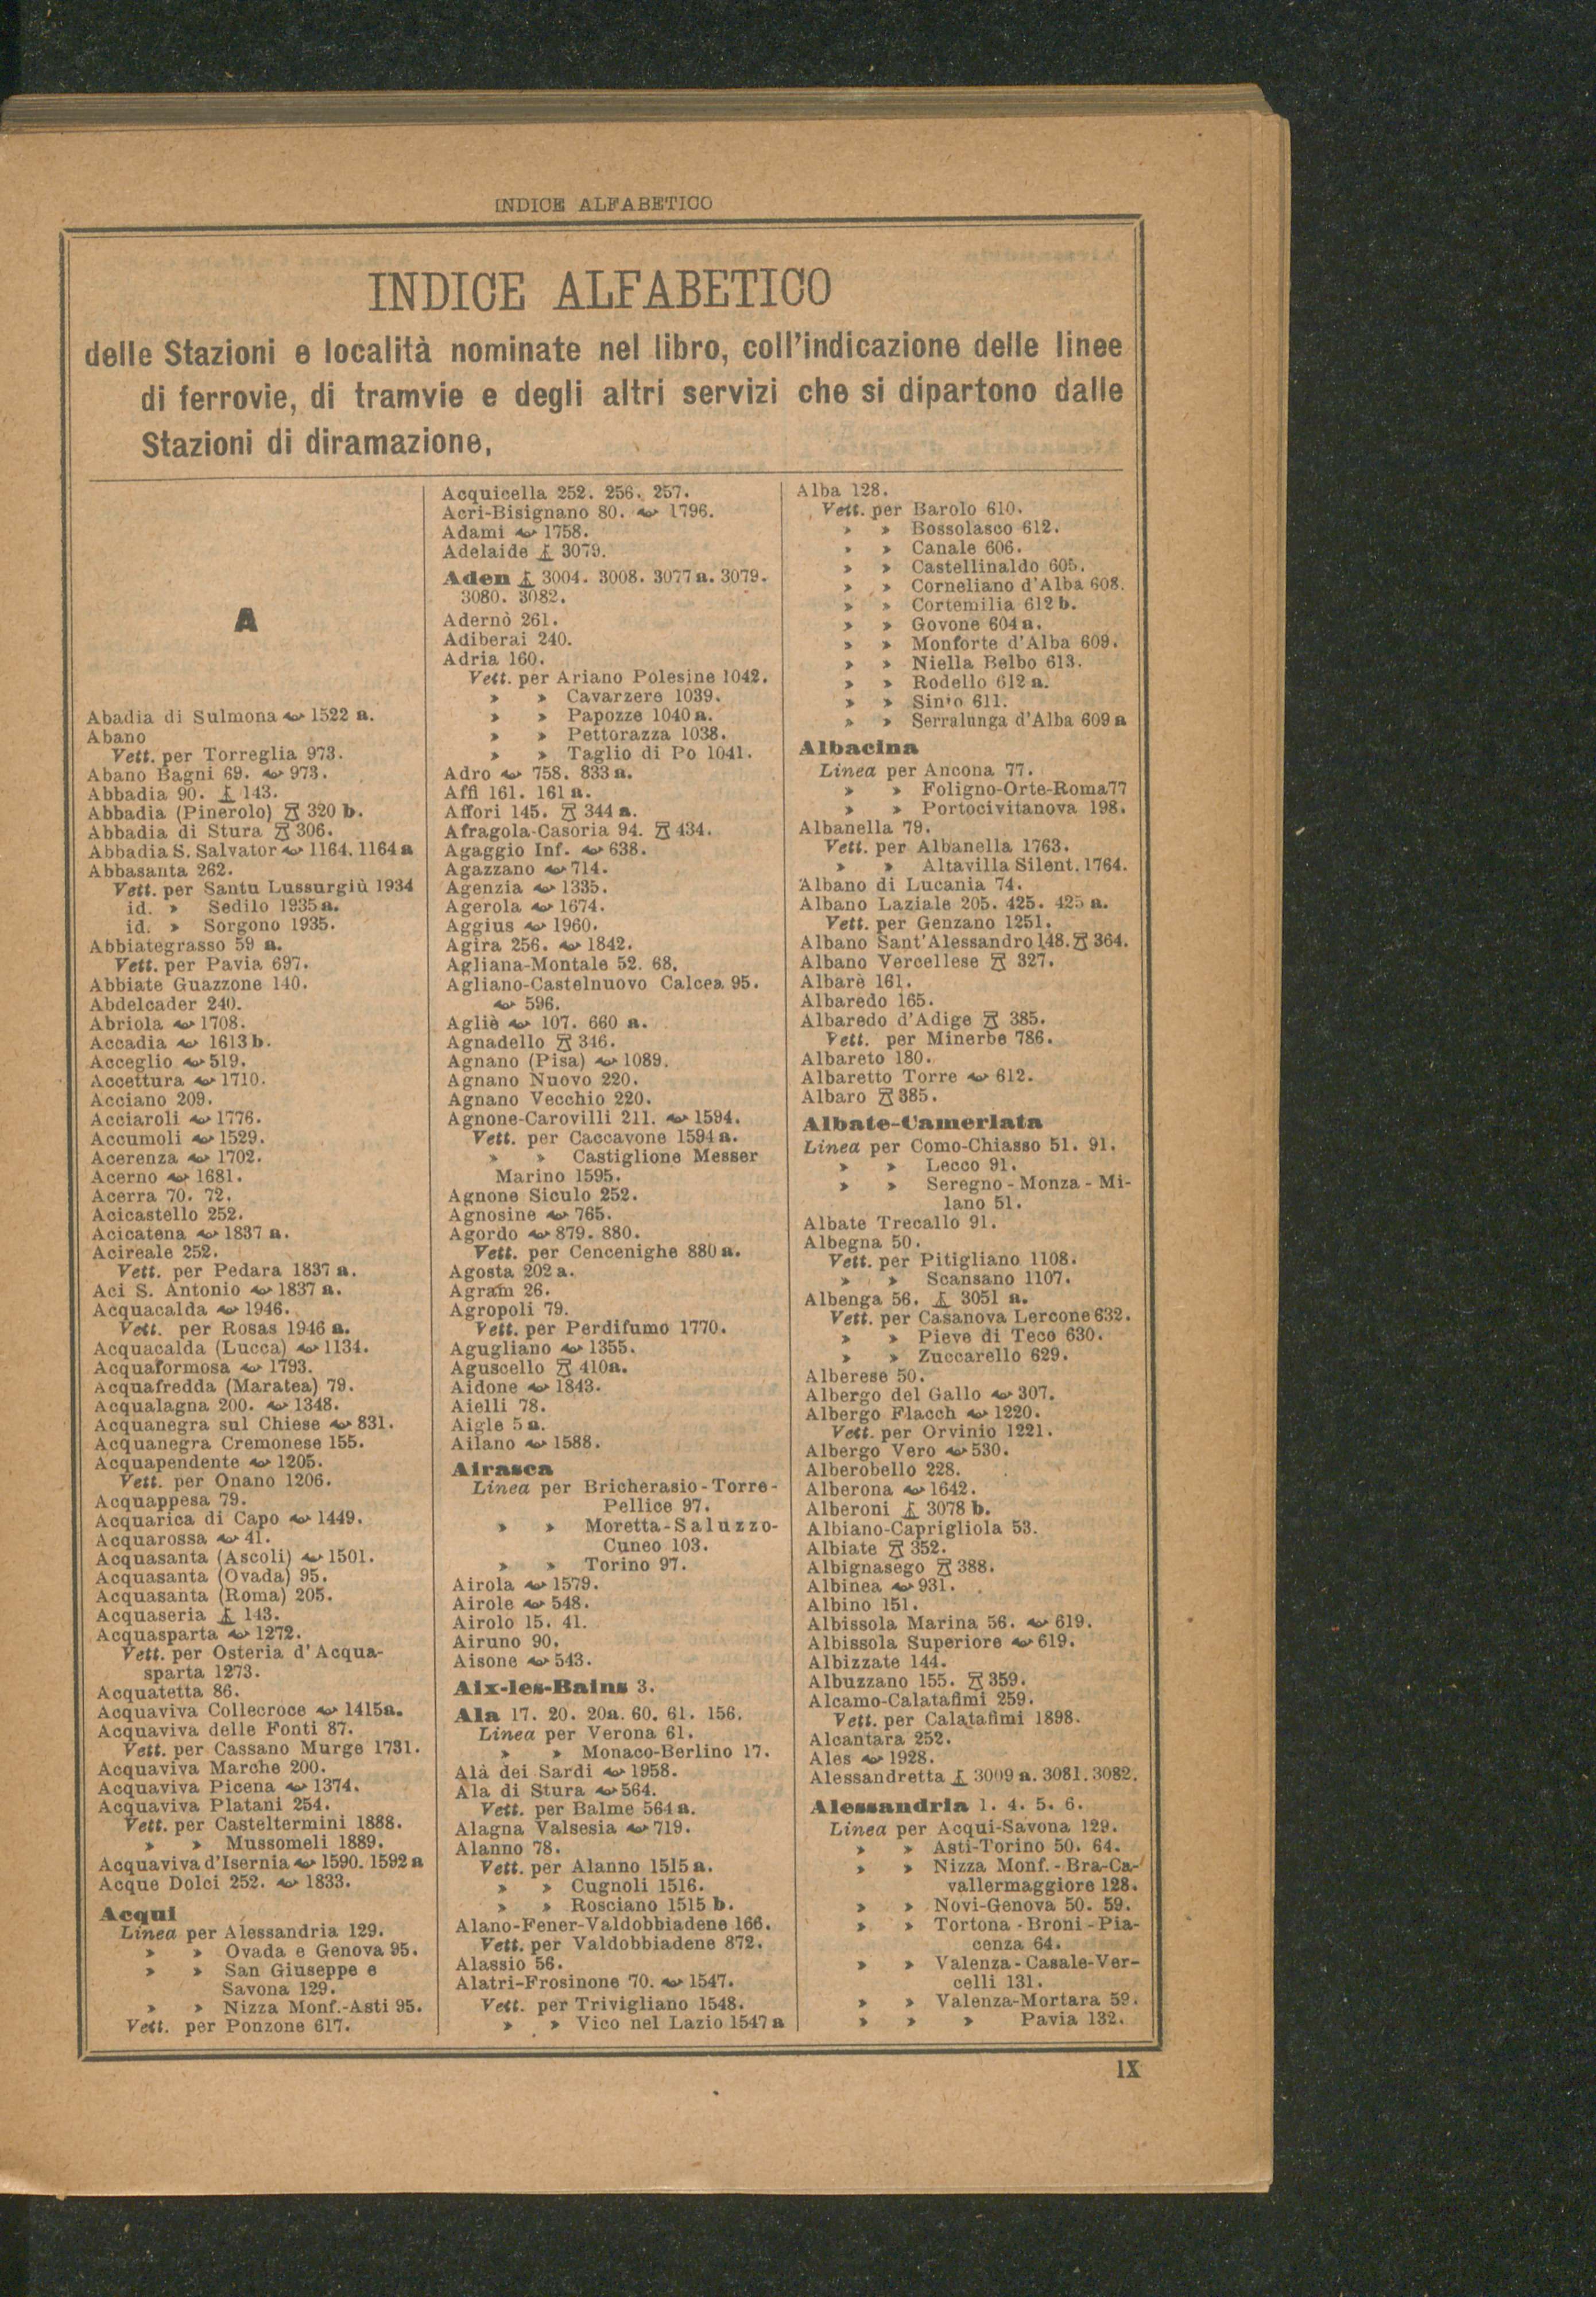 INDICE ALFABETICO
INDICE ALFABETICO
delle Stazioni e località nominate nel libro, coll'indicazione delle linee
di ferrovie, di tramvie e degli altri servizi che si dipartono dalle
Stazioni di diramazione,
A
Abadia di Sulmona 1522 a.
Abano
Vett. per Torreglia 973.
Abano Bagni 69. 973.
Abbadia 90. 143.
Abbadia (Pinerolo) 320 b.
Abbadia di Stura 306.
Abbadia S. Salvator 1164. 1164 a
Abbasanta 262.
Vett. per Santu Lussurgiù 1934
id. » Sedilo 1935 a.
id. » Sorgono 1935.
Abbiategrasso 59 a.
Vett. per Pavia 697.
Abbiate Guazzone 140.
Abdelcader 240.
Abriola 1708.
Accadia 1613 b.
Acceglio 519.
Accettura 1710.
Acciano 209.
Acciaroli 1776.
Accumoli 1529.
Acerenza 1702.
Acerno 1681.
Acerra 70. 72.
Acicastello 252.
Acicatena 1837 a.
Acireale 252.
Vett. per Pedara 1837 a.
Aci S. Antonio 1837 a.
Acquacalda 1946.
Vett. per Rosas 1946 a.
Acquacalda (Lucca) 1134.
Acquaformosa 1793.
Acquafredda (Maratea) 79.
Acqualagna 200. 1348.
Acquanegra sul Chiese 831.
Acquanegra Cremonese 155.
Acquapendente 1205.
Vett. per Onano 1206.
Acquappesa 79.
Acquarica di Capo 1449.
Acquarossa 41.
Acquasanta (Ascoli) 1501.
Acquasanta (Ovada) 95.
Acquasanta (Roma) 205.
Acquaseria 143.
Acquasparta 1272.
Vett. per Osteria d' Acqua-
sparta 1273.
Acquatetta 86.
Acquaviva Collecroce 1415a.
Acquaviva delle Fonti 87.
Vett. per Cassano Murge 1731.
Acquaviva Marche 200.
Acquaviva Picena 1374.
Acquaviva Platani 254.
Vett. per Casteltermini 1888.
» » Mussomeli 1889.
Acquaviva d'Isernia 1590. 1592 a
Acque Dolci 252. 1833.
Acqui
Linea per Alessandria 129.
» » Ovada e Genova 95.
» » San Giuseppe e
Savona 129.
» » Nizza Monf.-Asti 95.
Vett. per Ponzone 617.
Acquicella 252. 256. 257.
Acri-Bisignano 80. 1796.
Adami 1758.
Adelaide 3079.
Aden 3004. 3008. 3077 a. 3079.
3080. 3082.
Adernò 261.
Adiberai 240.
Adria 160.
Vett. per Ariano Polesine 1042.
» » Cavarzere 1039.
» » Papozze 1040 a.
» » Pettorazza 1038.
» » Taglio di Po 1041.
Adro 758. 833 a.
Affi 161. 161 a.
Affori 145. 344 a.
Afragola-Casoria 94. 434.
Agaggio Inf. 638.
Agazzano 714.
Agenzia 1335.
Agerola 1674.
Aggius 1960.
Agira 256. 1842.
Agliana-Montale 52. 68.
Agliano-Castelnuovo Calcea 95.
596.
Agliè 107. 660 a.
Agnadello 346.
Agnano (Pisa) 1089.
Agnano Nuovo 220.
Agnano Vecchio 220.
Agnone-Carovilli 211. 1594.
Vett. per Caccavone 1594 a.
» » Castiglione Messer
Marino 1595.
Agnone Siculo 252.
Agnosine 765.
Agordo 879. 880.
Vett. per Cencenighe 880 a.
Agosta 202 a.
Agram 26.
Agropoli 79.
Vett. per Perdifumo 1770.
Agugliano 1355.
Aguscello 410a.
Aidone 1843.
Aielli 78.
Aigle 5 a.
Ailano 1588.
Airasca
Linea per Bricherasio-Torre-
Pellice 97.
» » Moretta-Saluzzo-
Cuneo 103.
» » Torino 97.
Airola 1579.
Airole 548.
Airolo 15. 41.
Airuno 90.
Aisone 543.
Aix-les-Bains 3.
Ala 17. 20. 20a. 60. 61. 156.
Linea per Verona 61.
» » Monaco-Berlino 17.
Alà dei Sardi 1958.
Ala di Stura 564.
Vett. per Balme 564 a.
Alagna Valsesia 719.
Alanno 78.
Vett. per Alanno 1515 a.
» » Cugnoli 1516.
» » Rosciano 1515 b.
Alano-Fener-Valdobbiadene 166.
Vett. per Valdobbiadene 872.
Alassio 56.
Alatri-Frosinone 70. 1547.
Vett. per Trivigliano 1548.
» » Vico nel Lazio 1547 a
Alba 128.
Vett. per Barolo 610.
» » Bossolasco 612.
» » Canale 606.
» » Castellinaldo 605.
» » Corneliano d'Alba 608.
» » Cortemilia 612 b.
» » Govone 604 a.
» » Monforte d'Alba 609.
» » Niella Belbo 613.
» » Rodello 612 a.
» » Sinio 611.
» » Serralunga d'Alba 609 a
Albacina
Linea per Ancona 77.
» » Foligno-Orte-Roma 77
» » Portocivitanova 198.
Albanella 79.
Vett. per Albanella 1763.
» » Altavilla Silent. 1764.
Albano di Lucania 74.
Albano Laziale 205. 425. 425 a.
Vett. per Genzano 1251.
Albano Sant'Alessandro 148. 364.
Albano Vercellese 327.
Albarè 161.
Albaredo 165.
Albaredo d'Adige 385.
Vett. per Minerbe 786.
Albareto 180.
Albaretto Torre 612.
Albaro 385.
Albate-Camerlata
Linea per Como-Chiasso 51. 91.
» » Lecco 91.
» » Seregno - Monza - Mi-
lano 51.
Albate Trecallo 91.
Albegna 50.
Vett. per Pitigliano 1108.
» » Scansano 1107.
Albenga 56. 3051 a.
Vett. per Casanova Lercone 632.
» » Pieve di Teco 630.
» » Zuccarello 629.
Alberese 50.
Albergo del Gallo 307.
Albergo Flacch 1220.
Vett. per Orvinio 1221.
Albergo Vero 530.
Alberobello 228.
Alberona 1642.
Alberoni 3078 b.
Albiano-Caprigliola 53.
Albiate 352.
Albignasego 388.
Albinea 931.
Albino 151.
Albissola Marina 56. 619.
Albissola Superiore 619.
Albizzate 144.
Albuzzano 155. 359.
Alcamo-Calatafimi 259.
Vett. per Calatafimi 1898.
Alcantara 252.
Ales 1928.
Alessandretta 3009 a. 3081. 3082.
Alessandria 1. 4. 5. 6.
Linea per Acqui-Savona 129.
» » Asti-Torino 50. 64.
» » Nizza Monf. - Bra-Ca-
vallermaggiore 128.
» » Novi-Genova 50. 59.
» » Tortona - Broni - Pia-
cenza 64.
» » Valenza - Casale-Ver-
celli 131.
» » Valenza-Mortara 59.
» » » Pavia 132.
IX